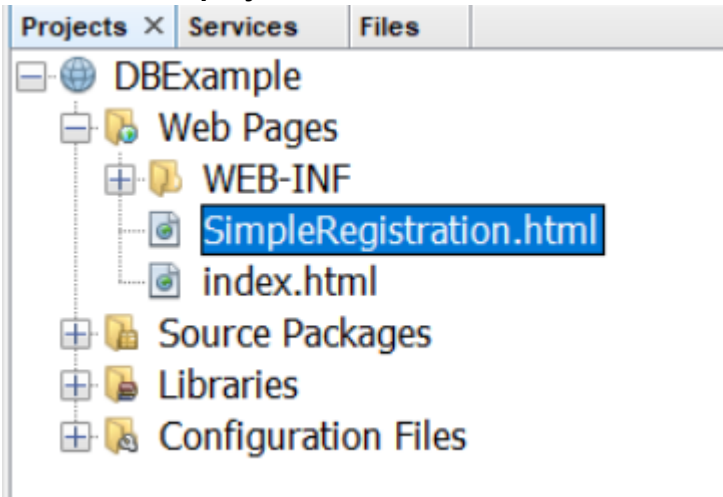 Projects × Services Files
DBExample
Web Pages
WEB-INF
SimpleRegistration.html
index.html
Source Packages
Libraries
Configuration Files